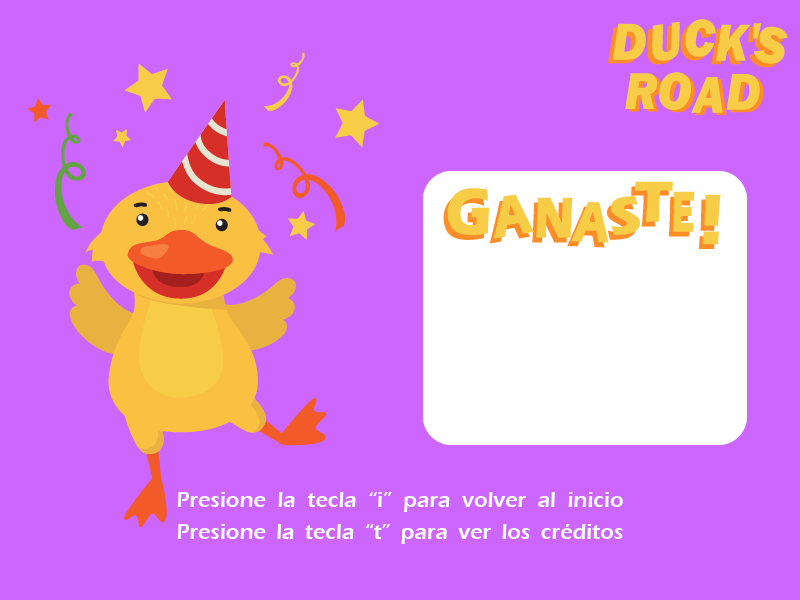 DUCK'S
ROAD
GANASTE!
Presione la tecla “i” para volver al inicio
Presione la tecla “t” para ver los créditos